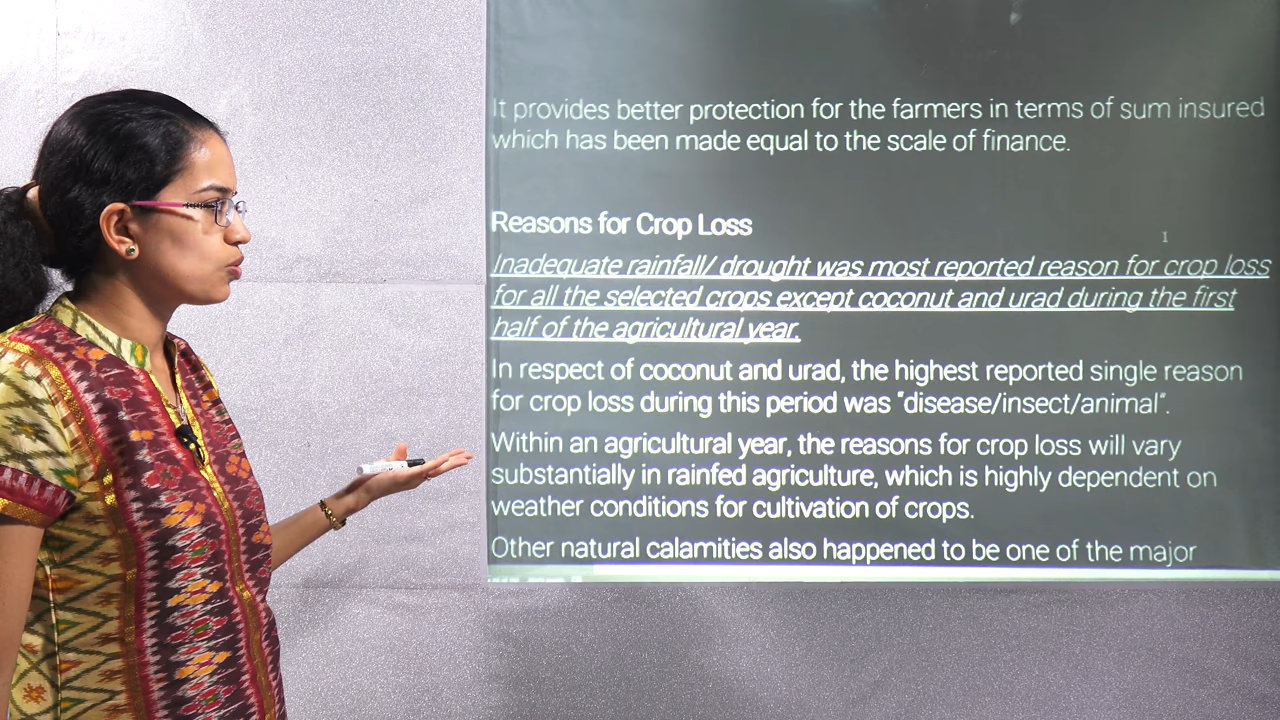 It provides better protection for the farmers in terms of sum insured
which has been made equal to the scale of finance.
Reasons for Crop Loss
1
Inadequate rainfall/ drought was most reported reason for crop loss
for all the selected crops except coconut and urad during the first
half of the agricultural year.
In respect of coconut and urad, the highest reported single reason
for crop loss during this period was "disease/insect/animal".
Within an agricultural year, the reasons for crop loss will vary
substantially in rainfed agriculture, which is highly dependent on
weather conditions for cultivation of crops.
Other natural calamities also happened to be one of the major